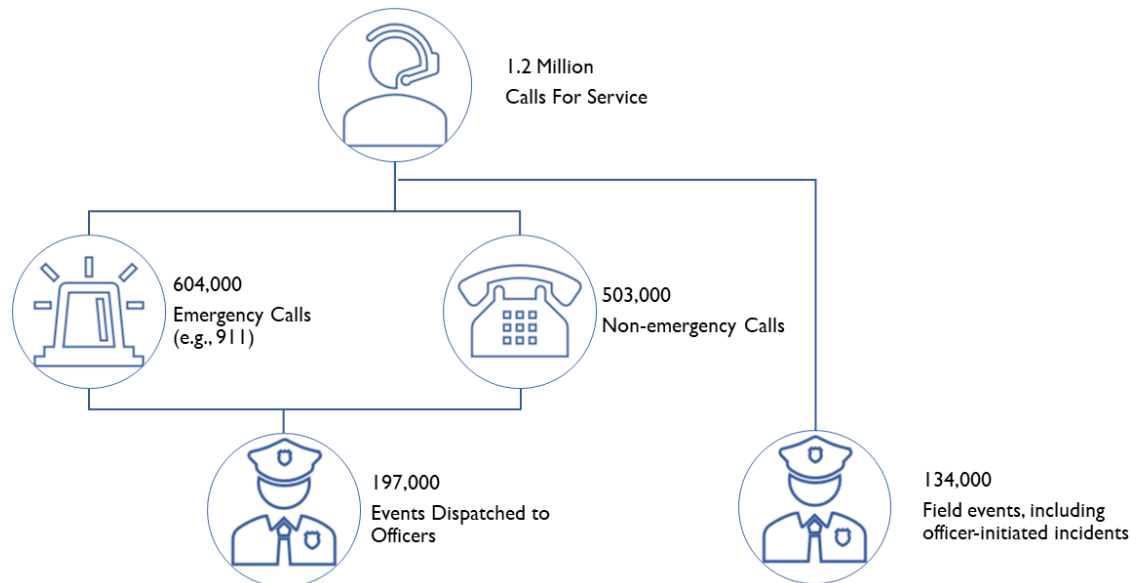 1.2 Million
Calls For Service
604,000
Emergency Calls
(e.g., 911)
503,000
Non-emergency Calls
197,000
Events Dispatched to
Officers
134,000
Field events, including
officer-initiated incidents